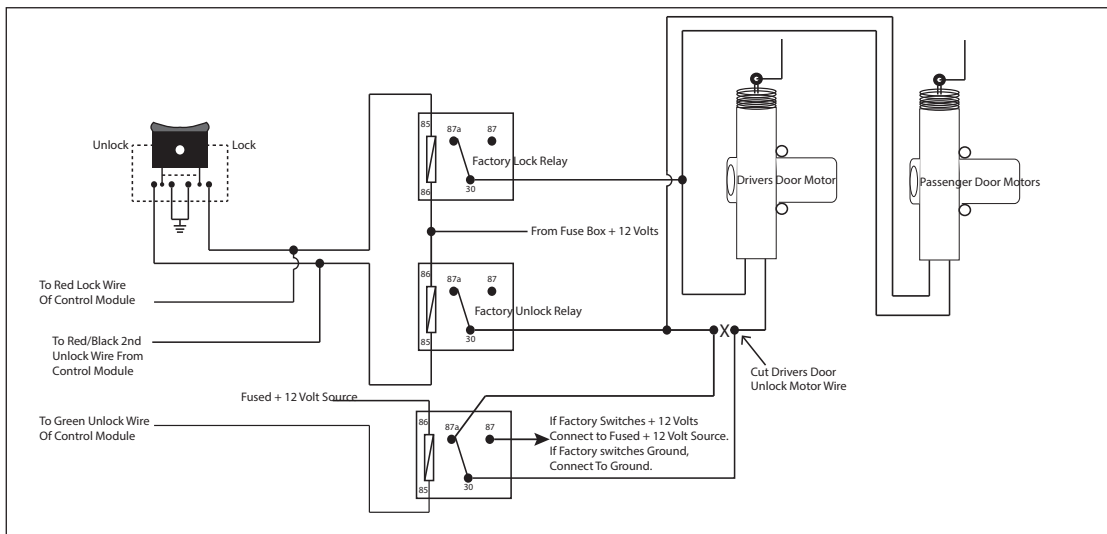 Unlock
Lock
85
87a
87
Factory Lock Relay
86
30
From Fuse Box + 12 Volts
86
87a
87
Factory Unlock Relay
85
30
Drivers Door Motor
Passenger Door Motors
To Red Lock Wire
Of Control Module
To Red/Black 2nd
Unlock Wire From
Control Module
X
Cut Drivers Door
Unlock Motor Wire
Fused + 12 Volt Source
To Green Unlock Wire
Of Control Module
86
87a
87
85
30
If Factory Switches + 12 Volts
Connect to Fused + 12 Volt Source.
If Factory switches Ground,
Connect To Ground.